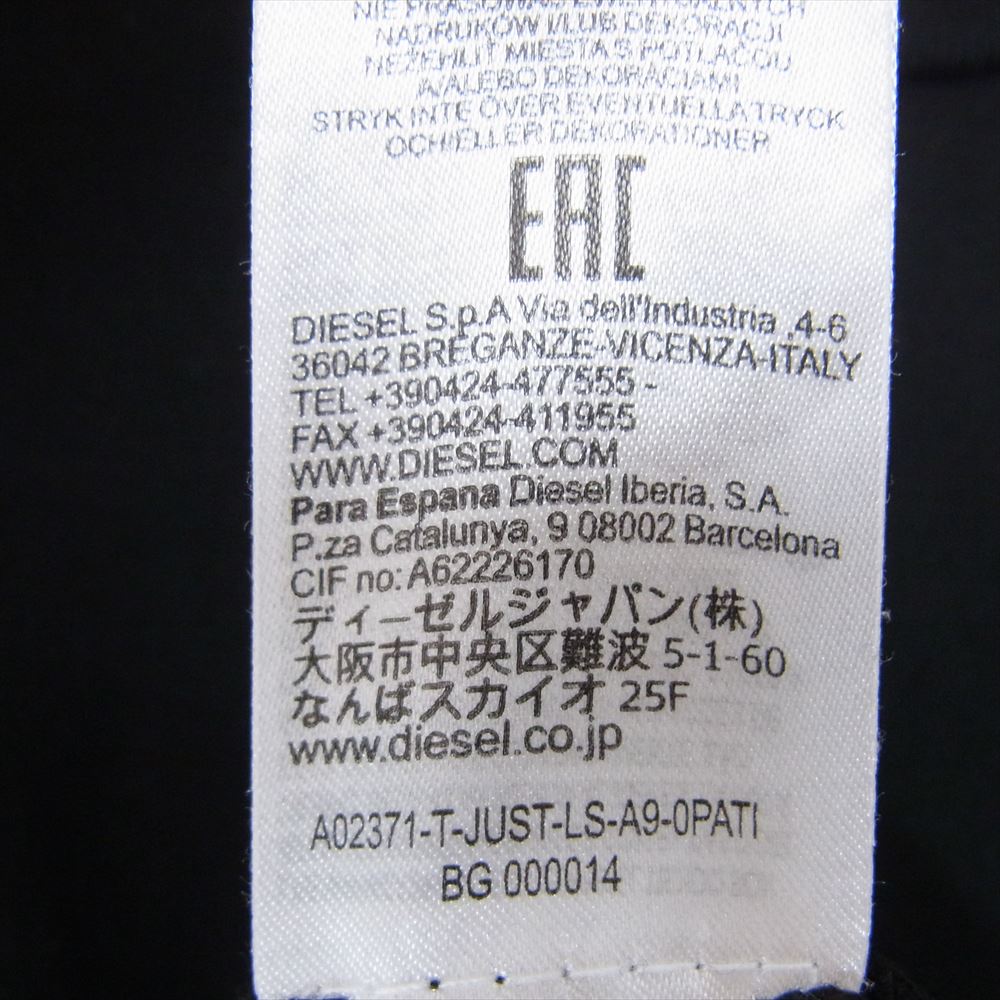 NIE PRASOWAĆ EWENTUALNYCH
NADRUKÓW I/LUB DEKORACJI
NEŽEHLIŤ MIESTA S POTLAČOU
A/ALEBO DEKORÁCIAMI
STRYK INTE ÖVER EVENTUELLA TRYCK
OCH/ELLER DEKORATIONER
EAC
DIESEL S.p.A Via dell'Industria ,4-6
36042 BREGANZE-VICENZA-ITALY
TEL +390424-477555 -
FAX +390424-411955
WWW.DIESEL.COM
Para Espana Diesel Iberia, S.A.
P.za Catalunya, 9 08002 Barcelona
CIF no: A62226170
ディーゼルジャパン(株)
大阪市中央区難波 5-1-60
なんばスカイオ 25F
www.diesel.co.jp
A02371-T-JUST-LS-A9-0PATI
BG 000014